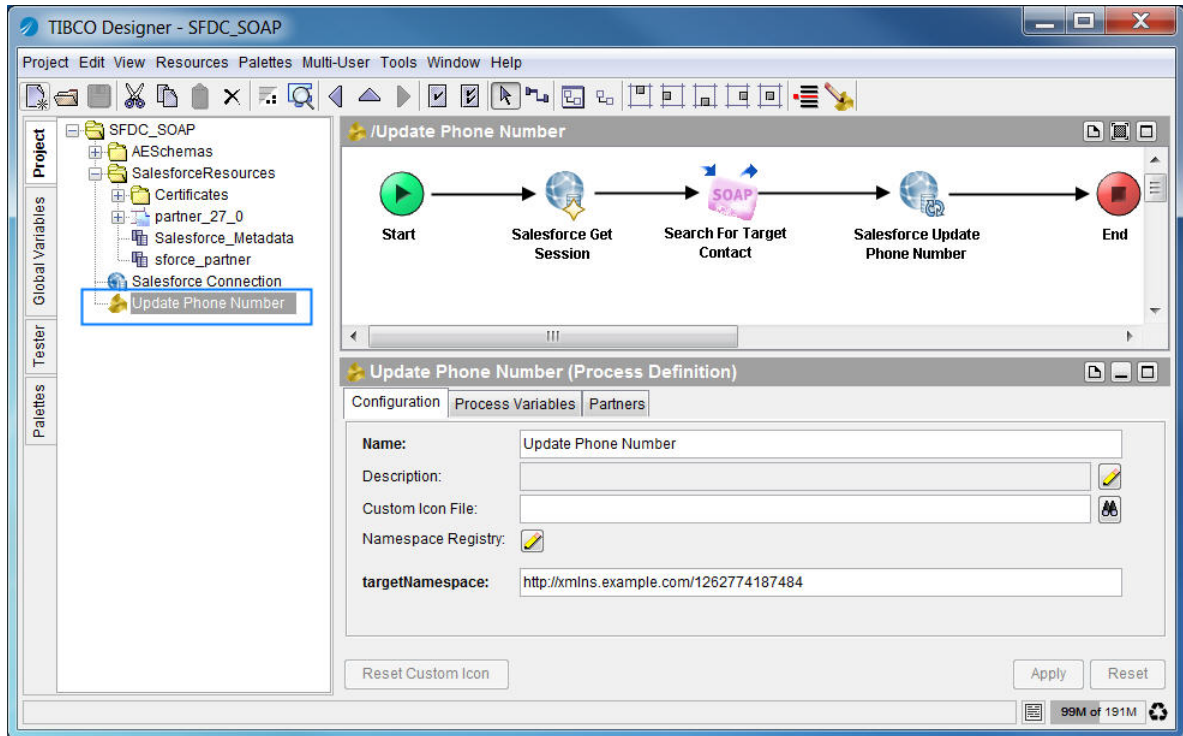 TIBCO Designer - SFDC_SOAP
Project Edit View Resources Palettes Multi-User Tools Window Help
Project
Global Variables
Tester
Palettes
SFDC_SOAP
AESchemas
SalesforceResources
Certificates
partner_27_0
Salesforce_Metadata
sforce_partner
Salesforce Connection
Update Phone Number
/Update Phone Number
SOAP
Start
Salesforce Get
Session
Search For Target
Contact
Salesforce Update
Phone Number
End
Update Phone Number (Process Definition)
Configuration Process Variables Partners
Name: Update Phone Number
Description:
Custom Icon File:
Namespace Registry:
targetNamespace: http://xmlns.example.com/1262774187484
Reset Custom Icon Apply Reset
99M of 191M